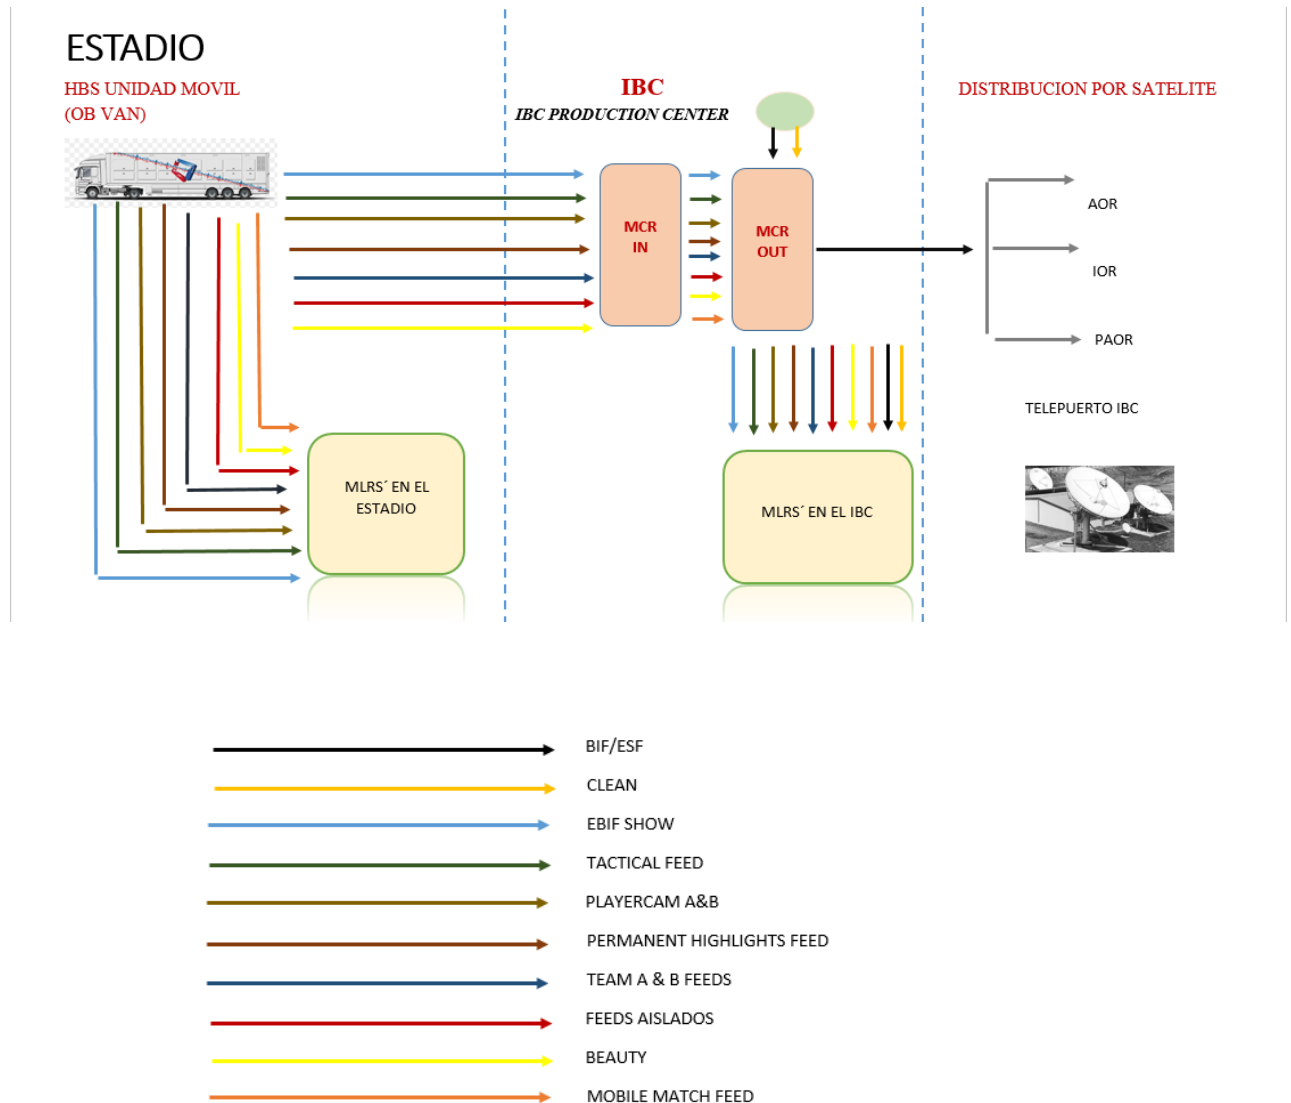 ESTADIO
HBS UNIDAD MOVIL
(OB VAN)
IBC
IBC PRODUCTION CENTER
DISTRIBUCION POR SATELITE
MCR
IN
MCR
OUT
AOR
IOR
PAOR
TELEPUERTO IBC
MLRS´ EN EL
ESTADIO
MLRS´ EN EL IBC
BIF/ESF
CLEAN
EBIF SHOW
TACTICAL FEED
PLAYERCAM A&B
PERMANENT HIGHLIGHTS FEED
TEAM A & B FEEDS
FEEDS AISLADOS
BEAUTY
MOBILE MATCH FEED